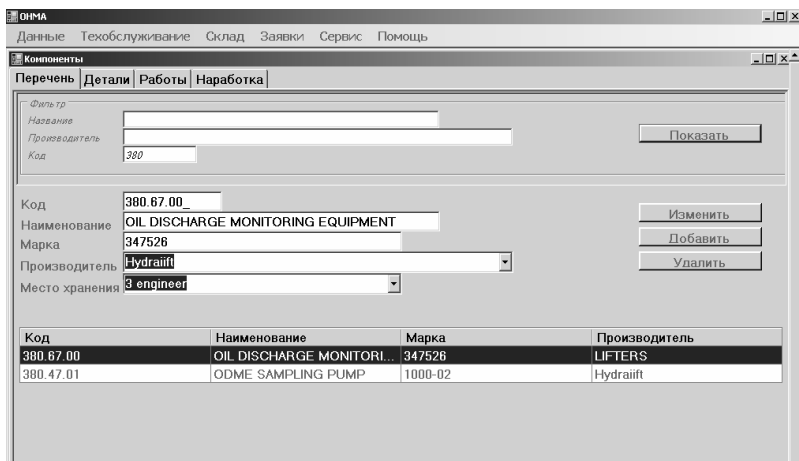 ОНМА
Данные Техобслуживание Склад Заявки Сервис Помощь
Компоненты
Перечень Детали Работы Наработка
Фильтр
Название
Производитель Показать
Код 380
Код 380.67.00_
Наименование OIL DISCHARGE MONITORING EQUIPMENT Изменить
Марка 347526 Добавить
Производитель Hydraiift Удалить
Место хранения 3 engineer
Код Наименование Марка Производитель
380.67.00 OIL DISCHARGE MONITORI... 347526 LIFTERS
380.47.01 ODME SAMPLING PUMP 1000-02 Hydraiift